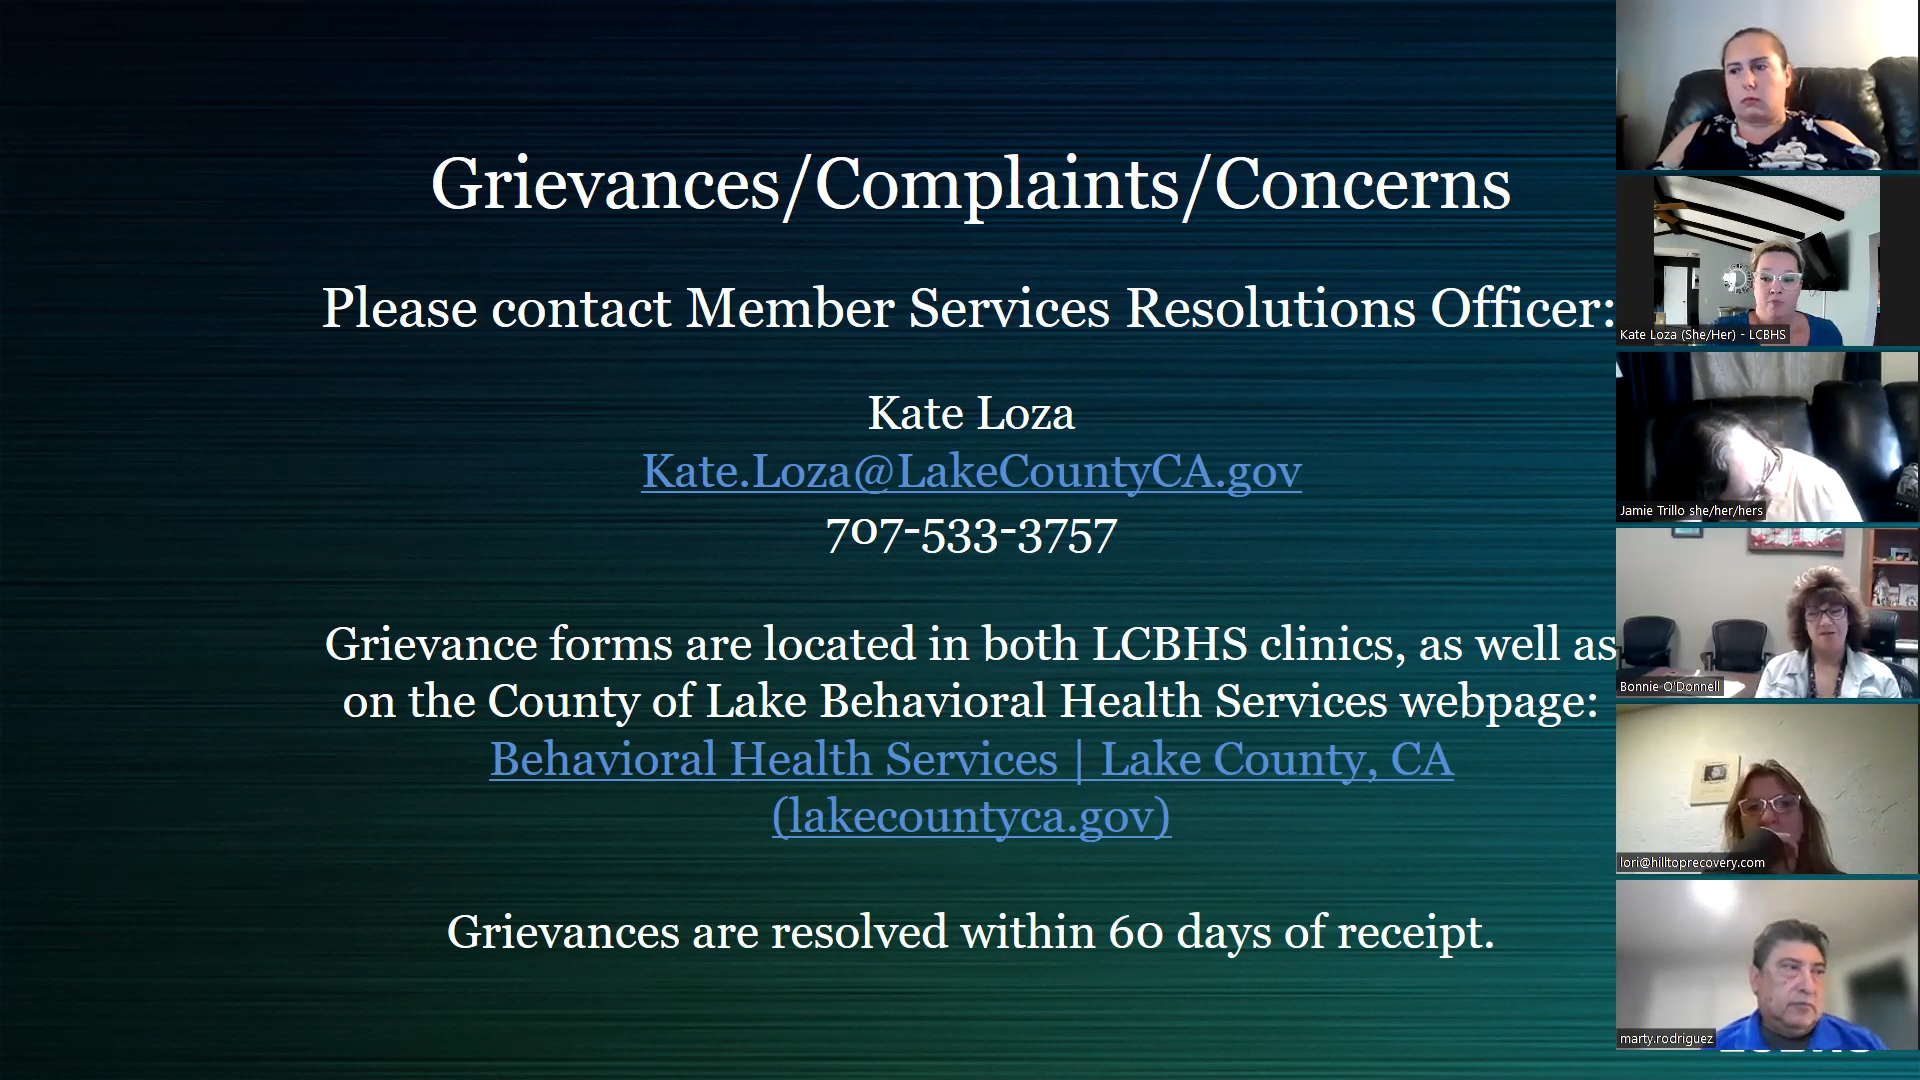 Grievances/Complaints/Concerns
Please contact Member Services Resolutions Officer:
Kate Loza
Kate.Loza@LakeCountyCA.gov
707-533-3757
Grievance forms are located in both LCBHS clinics, as well as
on the County of Lake Behavioral Health Services webpage:
Behavioral Health Services | Lake County, CA
(lakecountyca.gov)
Grievances are resolved within 60 days of receipt.
Kate Loza (She/Her) - LCBHS
Jamie Trillo she/her/hers
Bonnie O'Donnell
lori@hilltoprecovery.com
marty.rodriguez